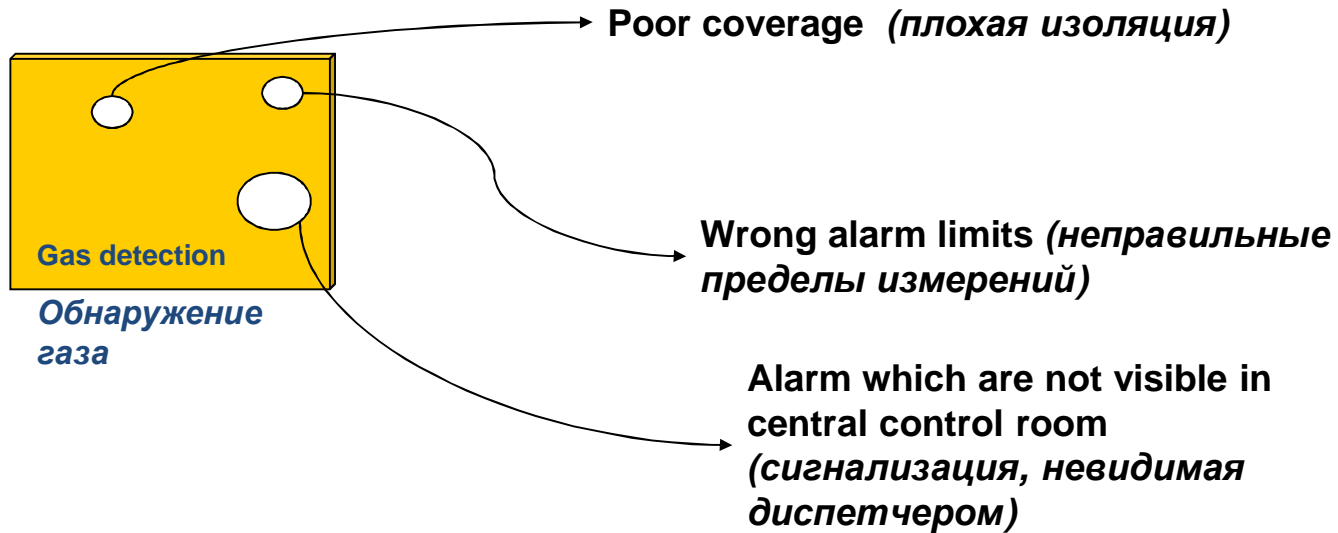 Poor coverage (плохая изоляция)
Gas detection
Обнаружение
газа
Wrong alarm limits (неправильные
пределы измерений)
Alarm which are not visible in
central control room
(сигнализация, невидимая
диспетчером)